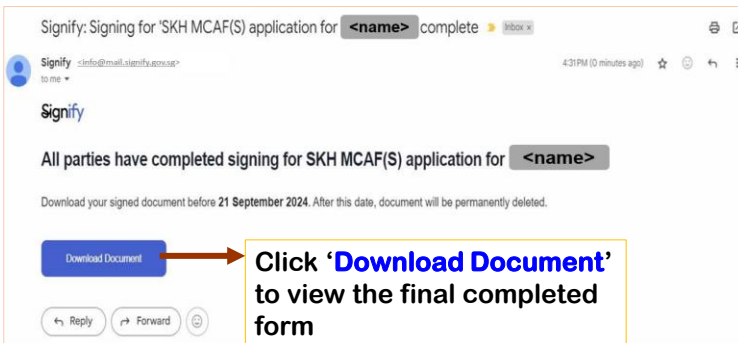 Signify: Signing for 'SKH MCAF(S) application for <name> complete Inbox x
Signify <info@mail.signify.gov.sg> 4:31 PM (0 minutes ago)
to me
Signify
All parties have completed signing for SKH MCAF(S) application for <name>
Download your signed document before 21 September 2024. After this date, document will be permanently deleted.
Download Document
Click ‘Download Document’
to view the final completed
form
Reply Forward